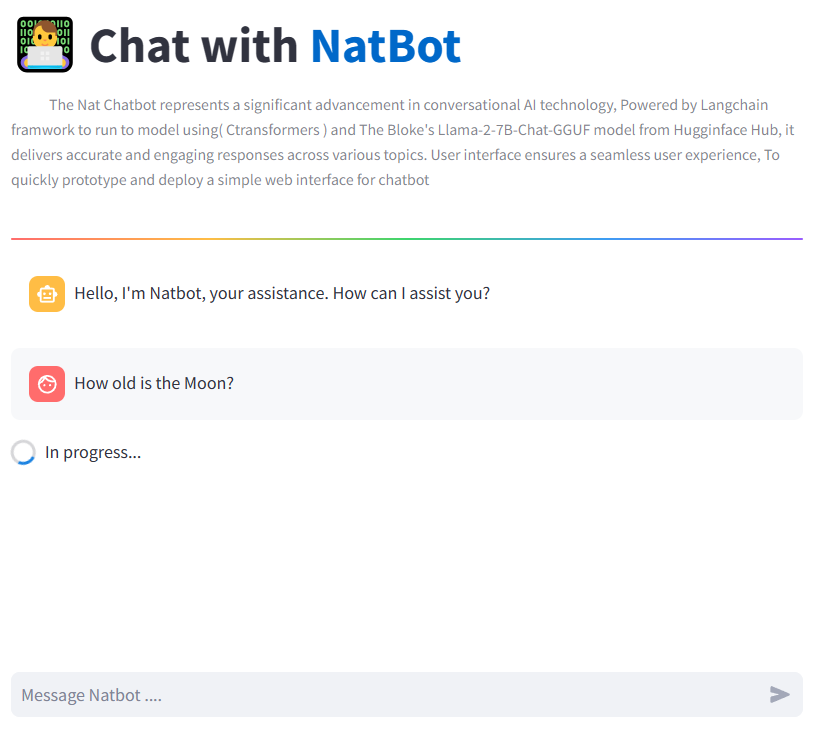 Chat with NatBot
The Nat Chatbot represents a significant advancement in conversational AI technology, Powered by Langchain
framwork to run to model using( Ctransformers ) and The Bloke's Llama-2-7B-Chat-GGUF model from Hugginface Hub, it
delivers accurate and engaging responses across various topics. User interface ensures a seamless user experience, To
quickly prototype and deploy a simple web interface for chatbot
Hello, I'm Natbot, your assistance. How can I assist you?
How old is the Moon?
In progress...
Message Natbot ....